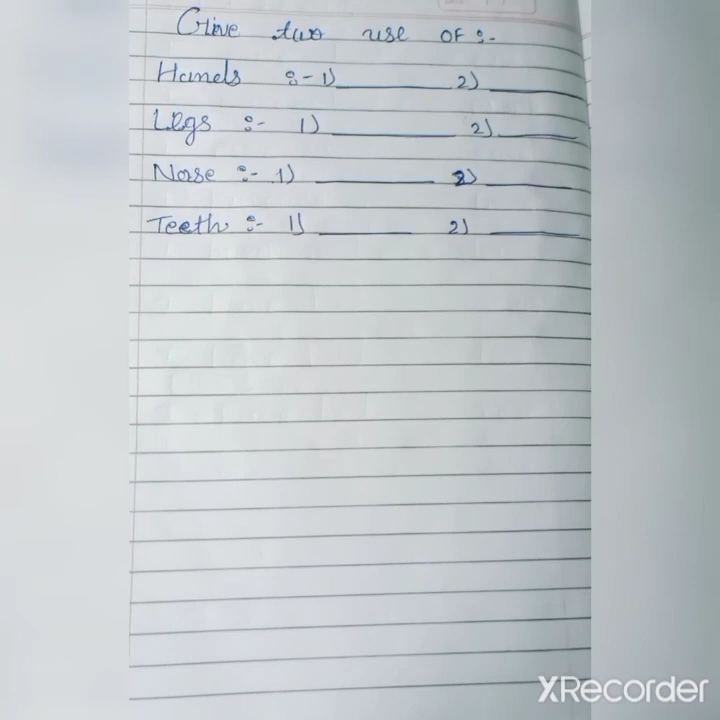 Give two use OF :-
Hands :- 1) ________ 2) ________
Legs :- 1) ________ 2) ________
Nose :- 1) ________ 2) ________
Teeth :- 1) ________ 2) ________
XRecorder